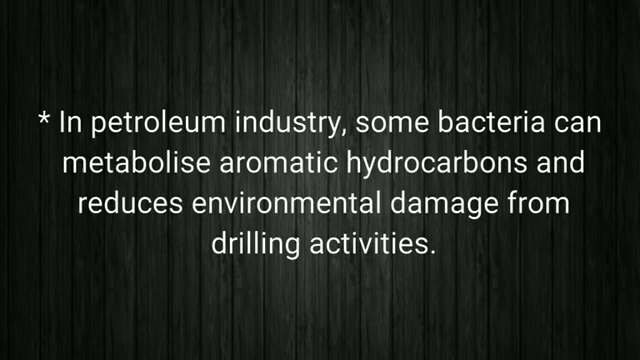 * In petroleum industry, some bacteria can
metabolise aromatic hydrocarbons and
reduces environmental damage from
drilling activities.